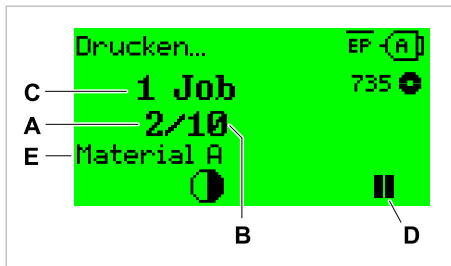 Drucken... EP A
C 1 Job 735
A 2/10
E Material A
B
D